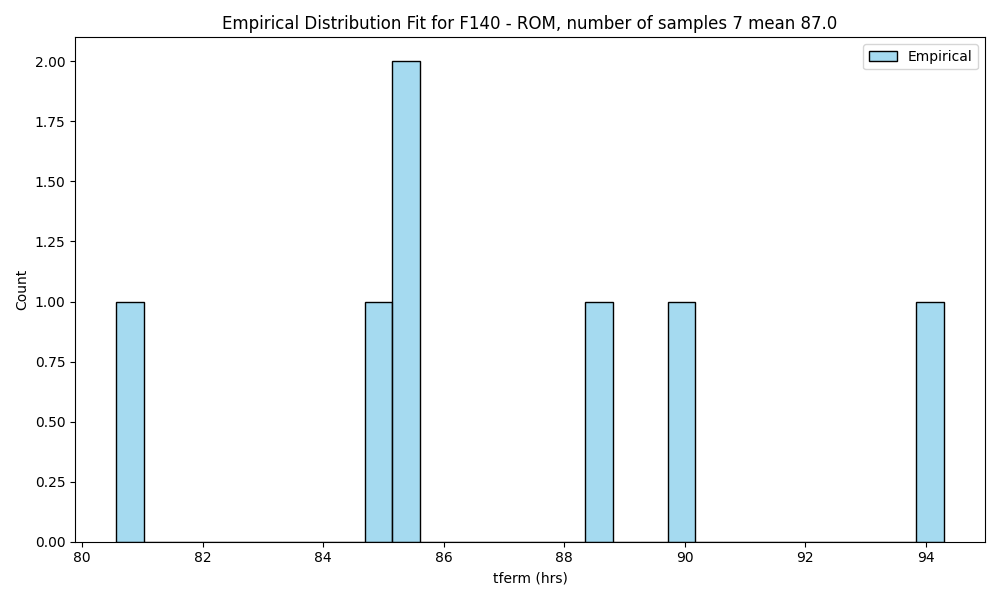 Empirical Distribution Fit for F140 - ROM, number of samples 7 mean 87.0
Empirical
2.00
1.75
1.50
1.25
1.00
0.75
0.50
0.25
0.00
Count
80 82 84 86 88 90 92 94
tferm (hrs)